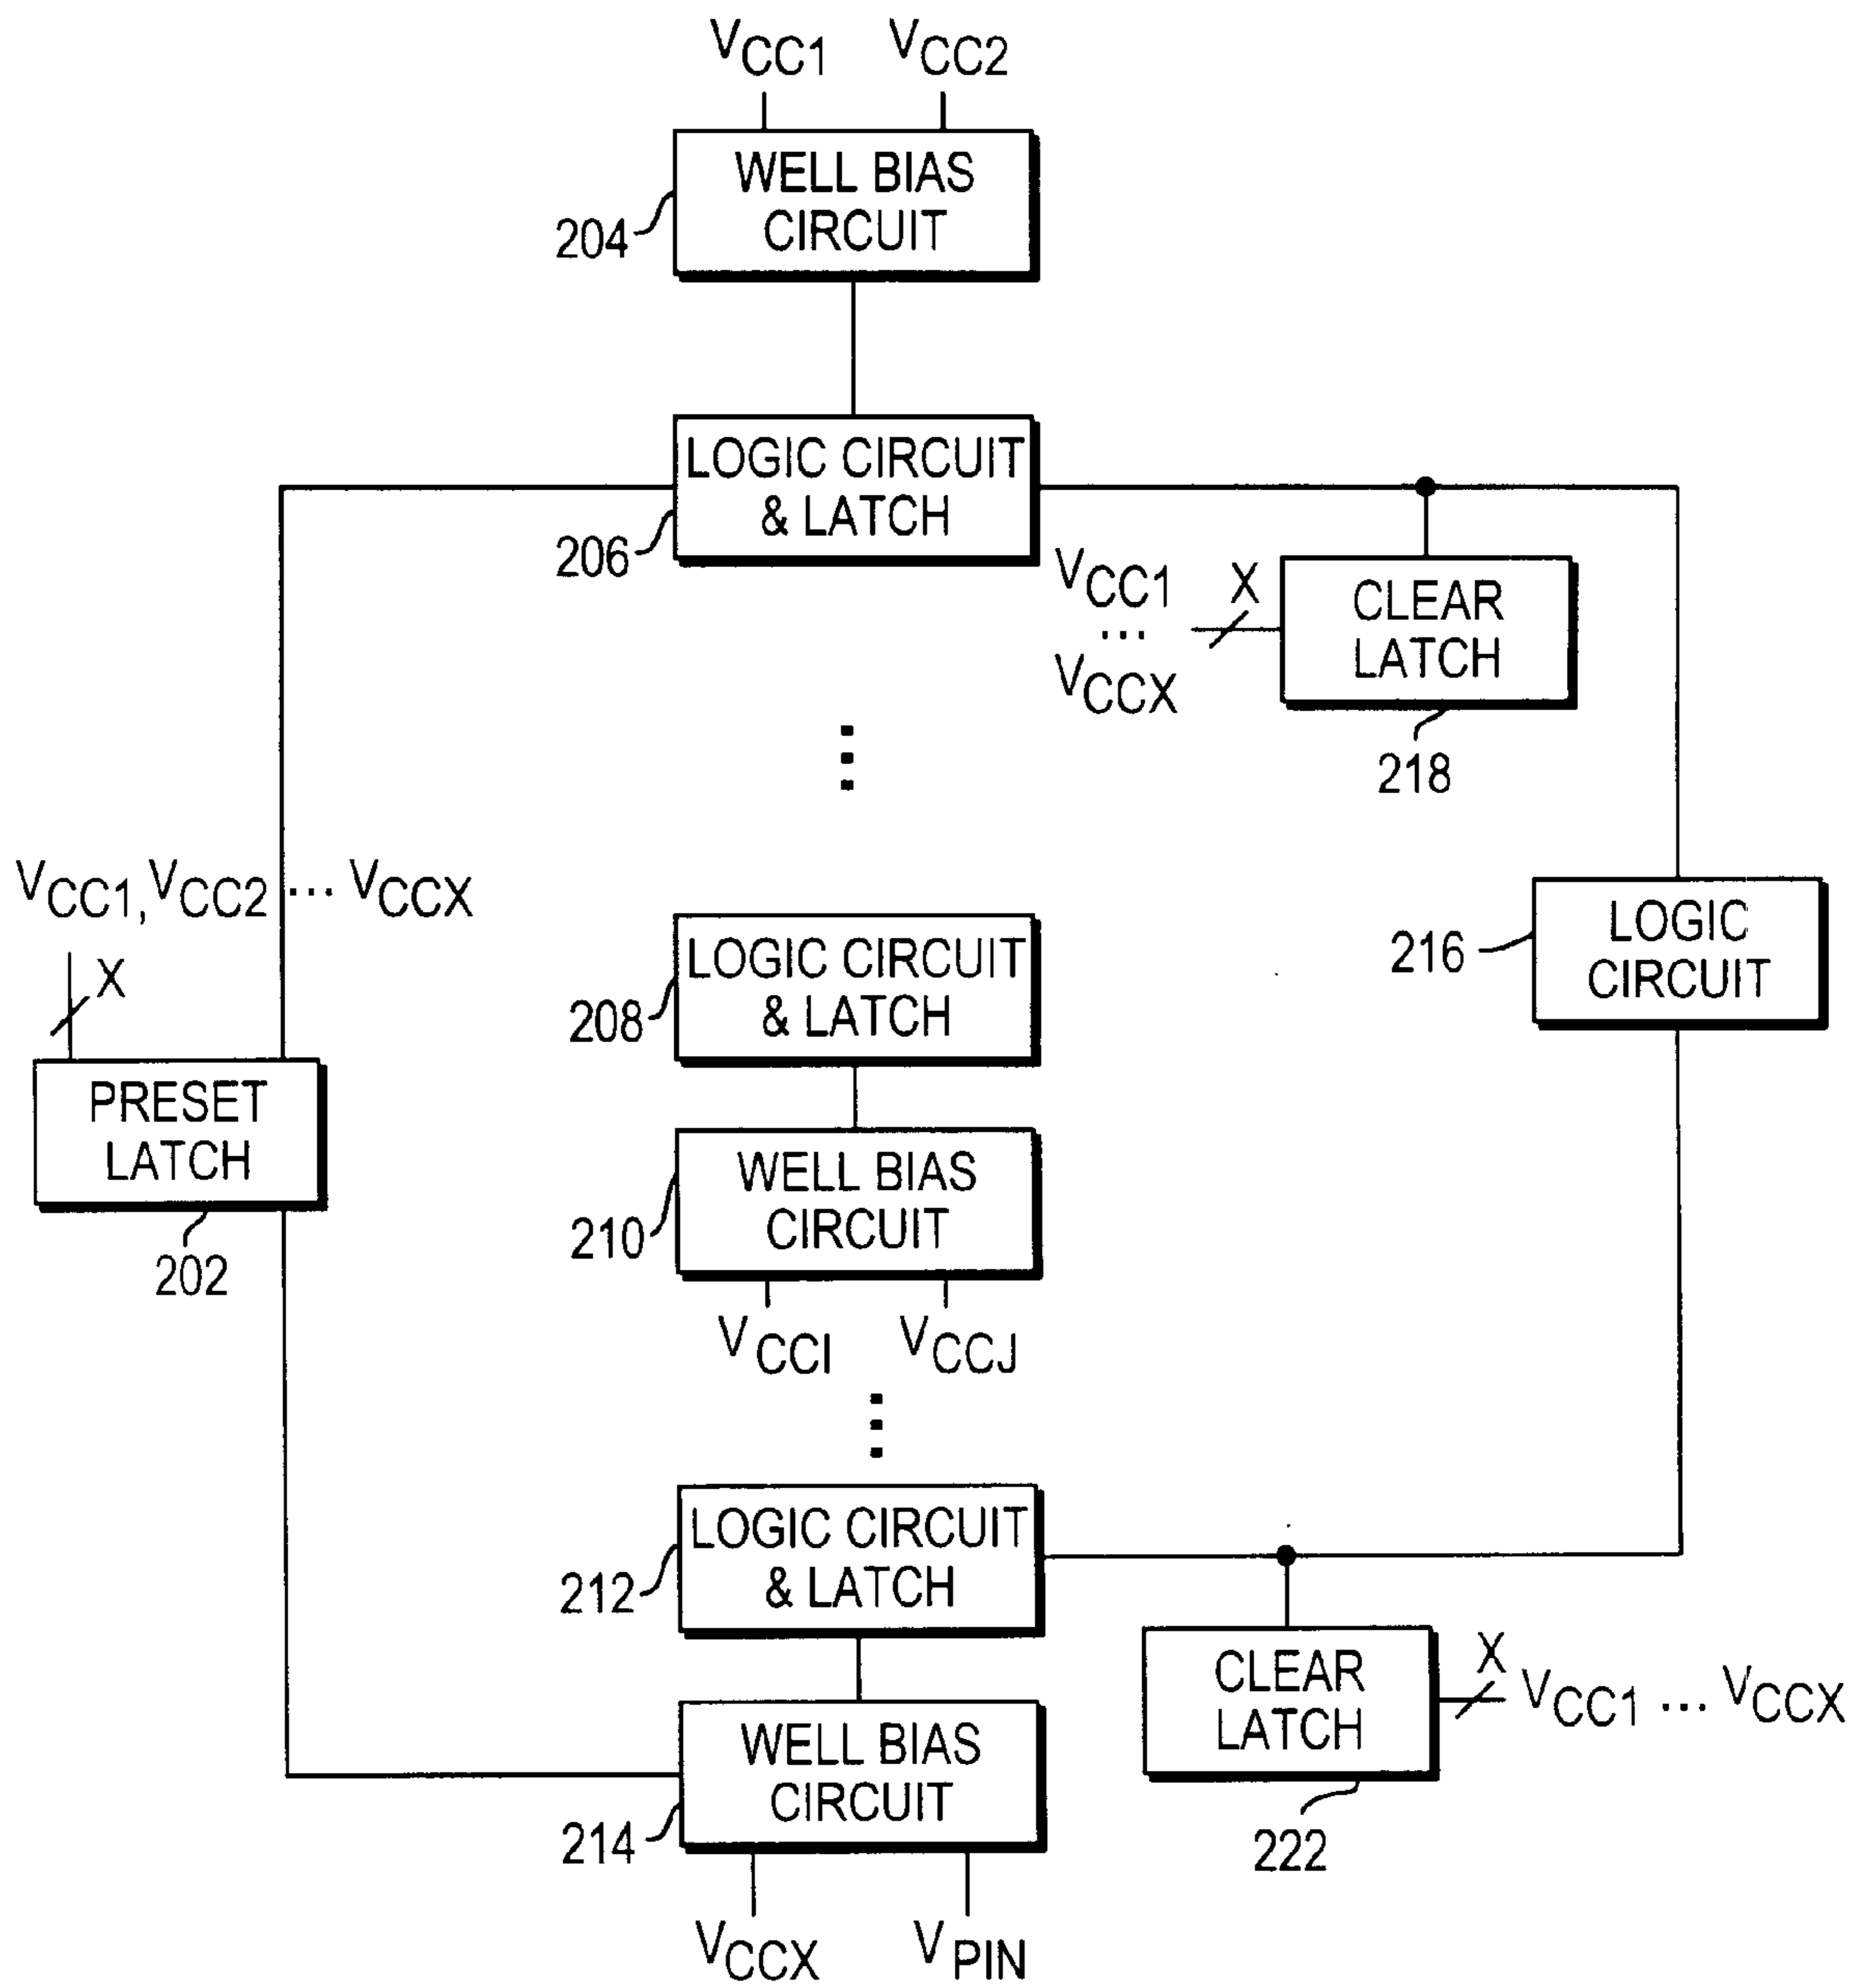 VCC1 VCC2
WELL BIAS
CIRCUIT
204
LOGIC CIRCUIT
& LATCH
206
VCC1
...
VCCX
X
CLEAR
LATCH
218
VCC1, VCC2 ... VCCX
X
PRESET
LATCH
202
LOGIC CIRCUIT
& LATCH
208
WELL BIAS
CIRCUIT
210
VCCI VCCJ
LOGIC
CIRCUIT
216
LOGIC CIRCUIT
& LATCH
212
WELL BIAS
CIRCUIT
214
VCCX VPIN
CLEAR
LATCH
222
X
VCC1 ... VCCX